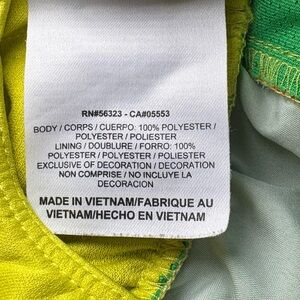 RN#56323 - CA#05553
BODY / CORPS / CUERPO: 100% POLYESTER /
POLYESTER / POLIESTER
LINING / DOUBLURE / FORRO: 100%
POLYESTER / POLYESTER / POLIESTER
EXCLUSIVE OF DECORATION / DECORATION
NON COMPRISE / NO INCLUYE LA
DECORACION
MADE IN VIETNAM/FABRIQUE AU
VIETNAM/HECHO EN VIETNAM